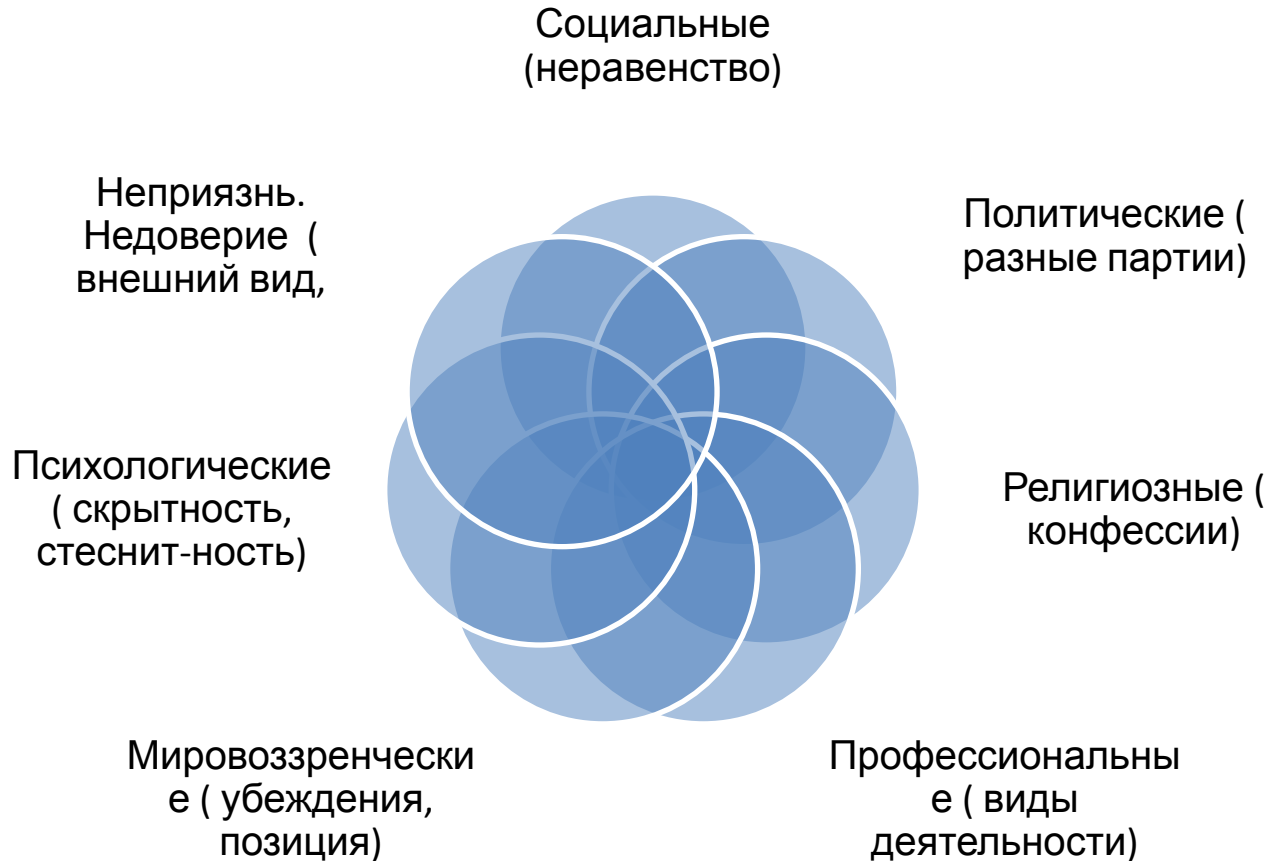 Социальные
(неравенство)
Неприязнь.
Недоверие (
внешний вид,
Политические (
разные партии)
Психологические
( скрытность,
стеснит-ность)
Религиозные (
конфессии)
Мировоззренчески
е ( убеждения,
позиция)
Профессиональны
е ( виды
деятельности)